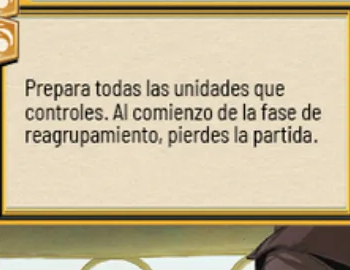 Prepara todas las unidades que
controles. Al comienzo de la fase de
reagrupamiento, pierdes la partida.